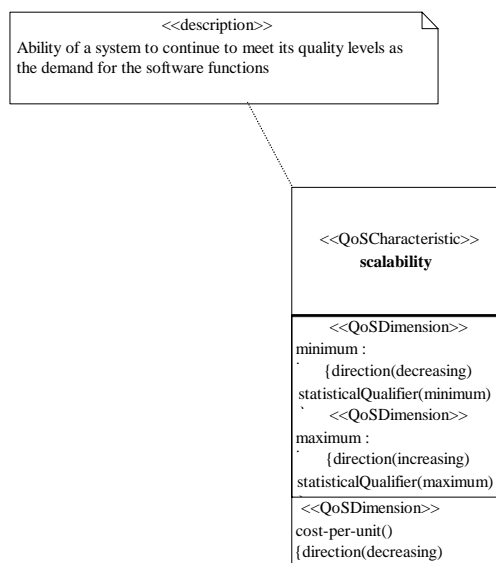 <<description>>
Ability of a system to continue to meet its quality levels as
the demand for the software functions
<<QoSCharacteristic>>
scalability
<<QoSDimension>>
minimum :
{direction(decreasing)
statisticalQualifier(minimum)
<<QoSDimension>>
maximum :
{direction(increasing)
statisticalQualifier(maximum)
<<QoSDimension>>
cost-per-unit()
{direction(decreasing)